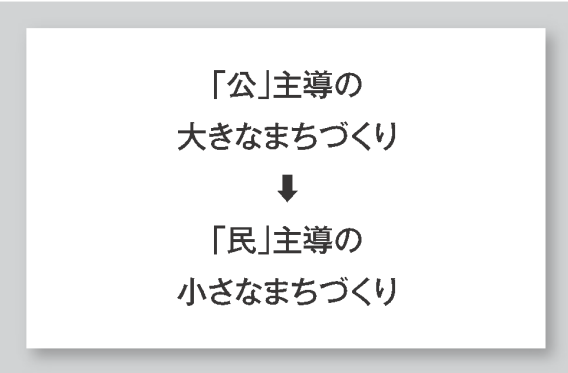 「公」主導の
大きなまちづくり
⬇
「民」主導の
小さなまちづくり